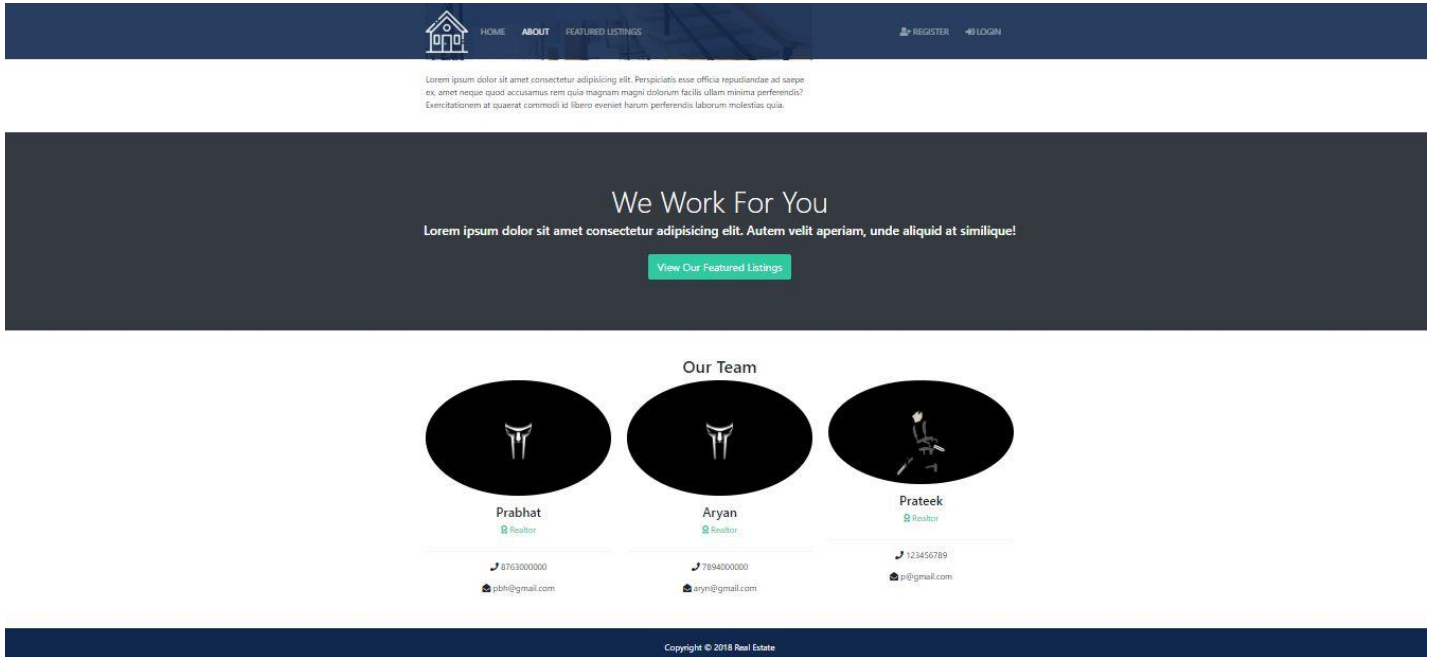 HOME ABOUT FEATURED LISTINGS REGISTER LOGIN
Lorem ipsum dolor sit amet consectetur adipisicing elit. Perspiciatis esse officia repudiandae ad saepe
ex, amet neque quod accusamus rem quia magnam magni dolorum facilis ullam minima perferendis?
Exercitationem at quaerat commodi id libero eveniet harum perferendis laborum molestias quia.
We Work For You
Lorem ipsum dolor sit amet consectetur adipisicing elit. Autem velit aperiam, unde aliquid at similique!
View Our Featured Listings
Our Team
Prabhat
Realtor
8763000000
pbh@gmail.com
Aryan
Realtor
7894000000
aryn@gmail.com
Prateek
Realtor
123456789
p@gmail.com
Copyright © 2018 Real Estate